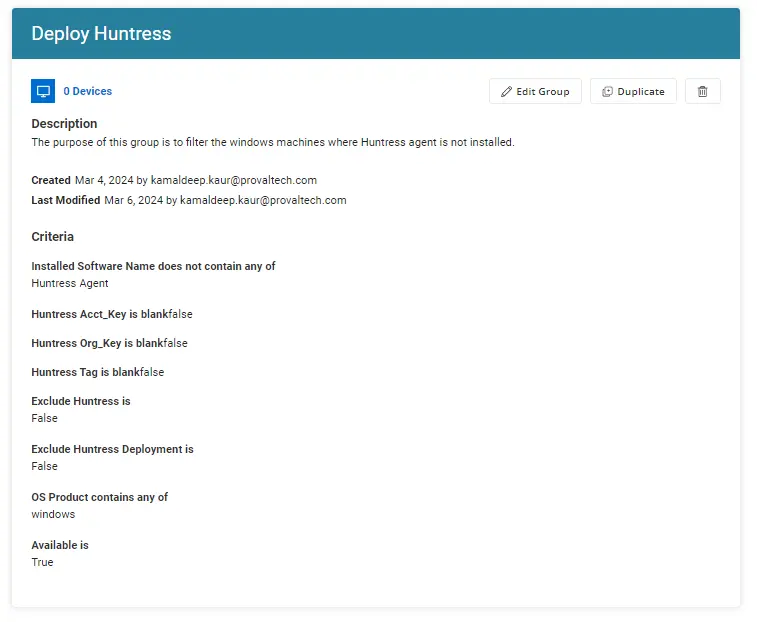 Deploy Huntress
0 Devices
Edit Group
Duplicate
Description
The purpose of this group is to filter the windows machines where Huntress agent is not installed.
Created Mar 4, 2024 by kamaldeep.kaur@provaltech.com
Last Modified Mar 6, 2024 by kamaldeep.kaur@provaltech.com
Criteria
Installed Software Name does not contain any of
Huntress Agent
Huntress Acct_Key is blankfalse
Huntress Org_Key is blankfalse
Huntress Tag is blankfalse
Exclude Huntress is
False
Exclude Huntress Deployment is
False
OS Product contains any of
windows
Available is
True